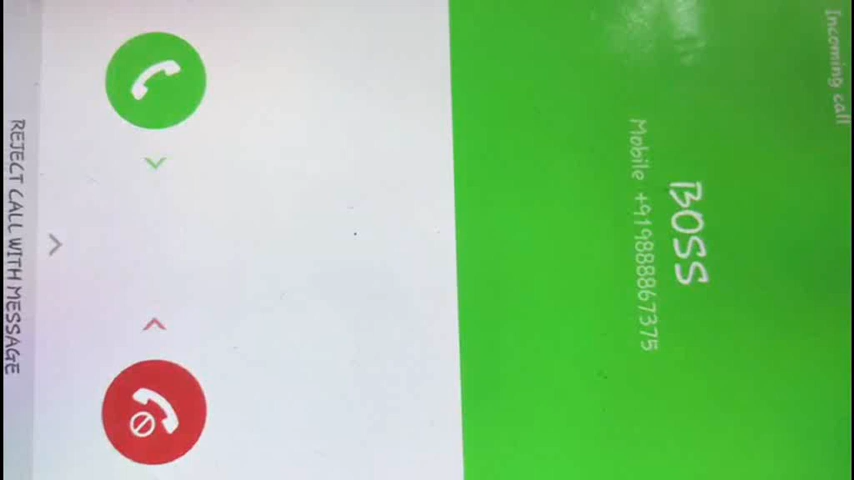 Incoming call
BOSS
Mobile +919888867375
REJECT CALL WITH MESSAGE